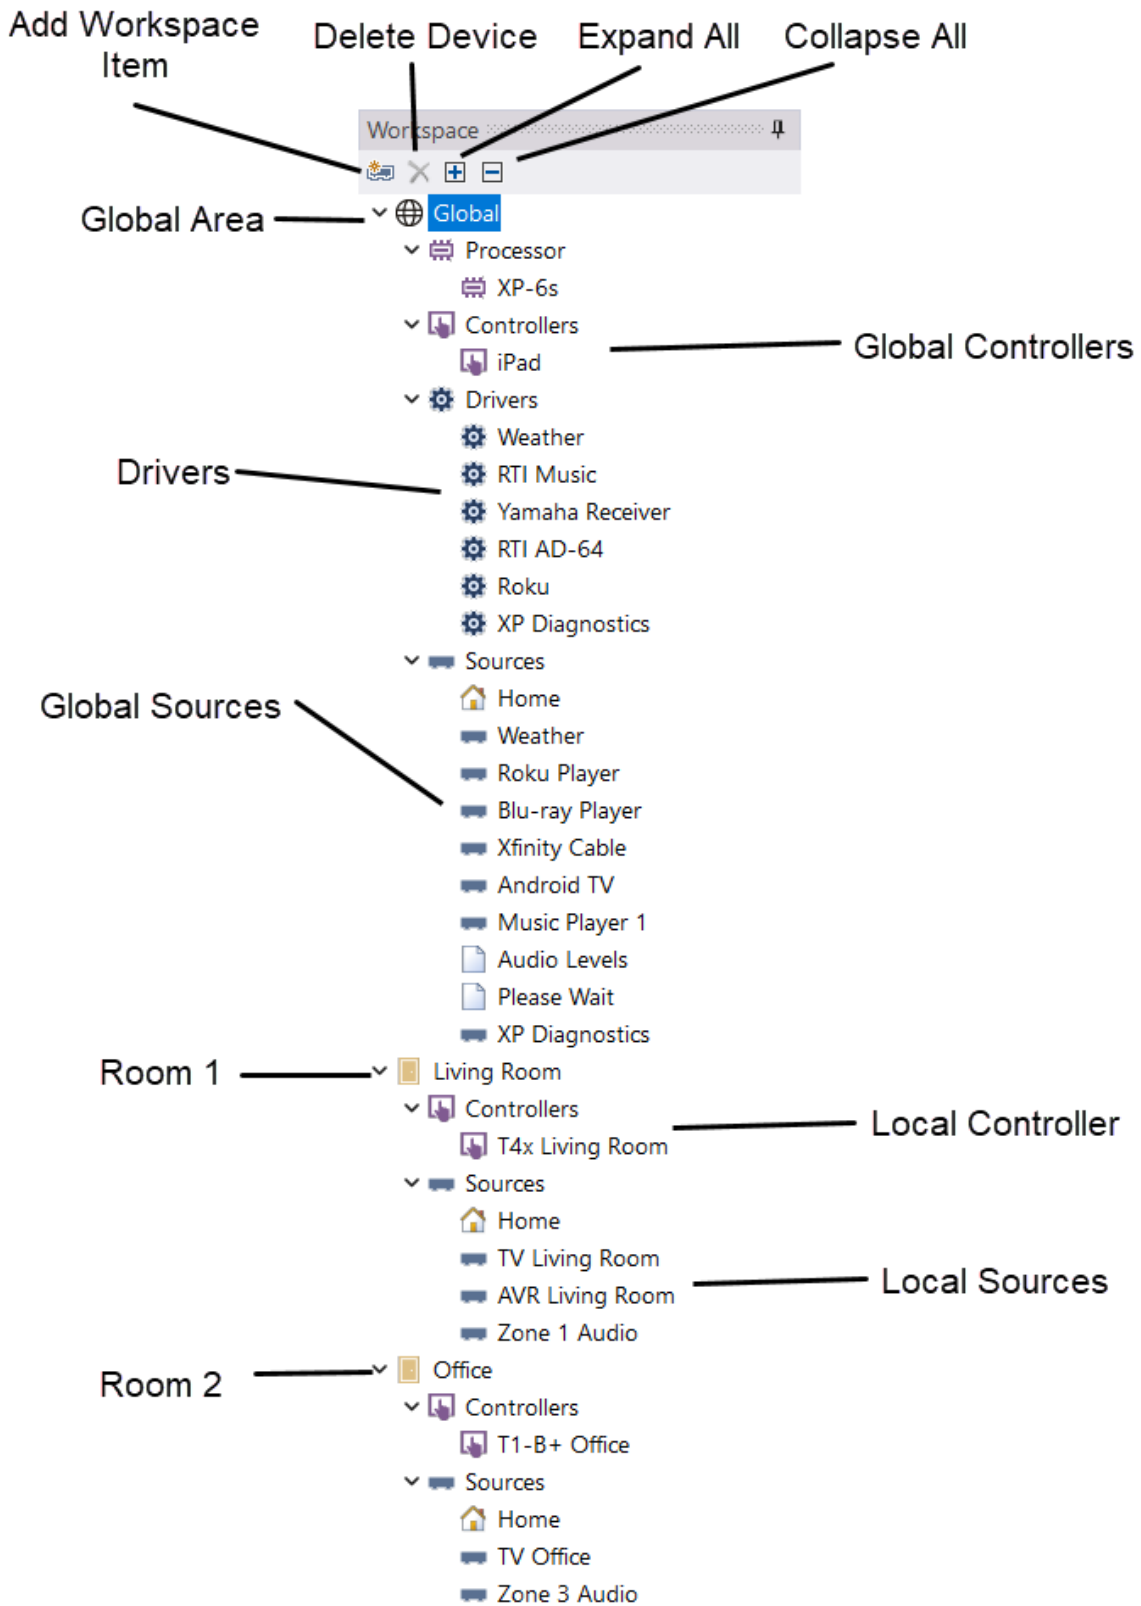 Add Workspace
Item
Delete Device
Expand All
Collapse All
Workspace
Global Area
Global
Processor
XP-6s
Controllers
Global Controllers
iPad
Drivers
Weather
Drivers
RTI Music
Yamaha Receiver
RTI AD-64
Roku
XP Diagnostics
Sources
Home
Global Sources
Weather
Roku Player
Blu-ray Player
Xfinity Cable
Android TV
Music Player 1
Audio Levels
Please Wait
XP Diagnostics
Room 1
Living Room
Controllers
Local Controller
T4x Living Room
Sources
Home
TV Living Room
Local Sources
AVR Living Room
Zone 1 Audio
Room 2
Office
Controllers
T1-B+ Office
Sources
Home
TV Office
Zone 3 Audio